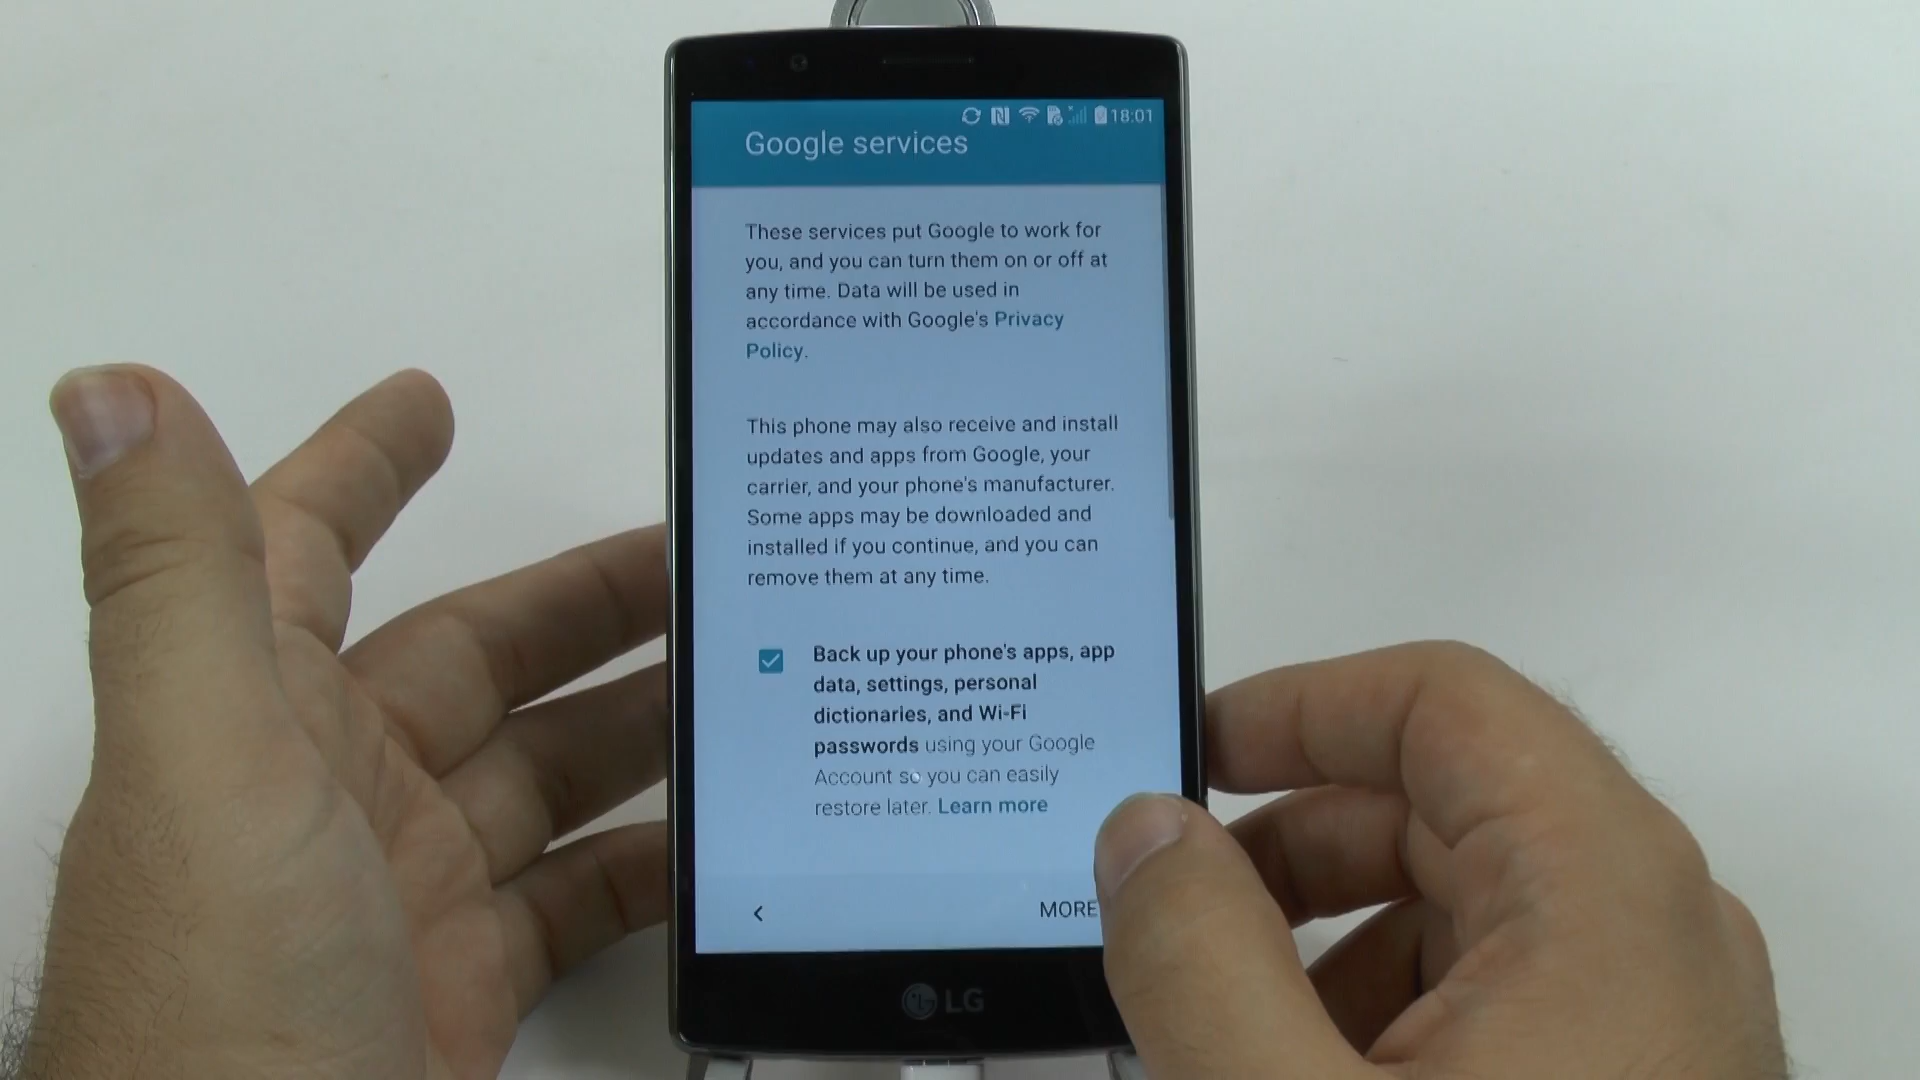 18:01
Google services
These services put Google to work for
you, and you can turn them on or off at
any time. Data will be used in
accordance with Google's Privacy
Policy.
This phone may also receive and install
updates and apps from Google, your
carrier, and your phone's manufacturer.
Some apps may be downloaded and
installed if you continue, and you can
remove them at any time.
Back up your phone's apps, app
data, settings, personal
dictionaries, and Wi-Fi
passwords using your Google
Account so you can easily
restore later. Learn more
MORE
LG